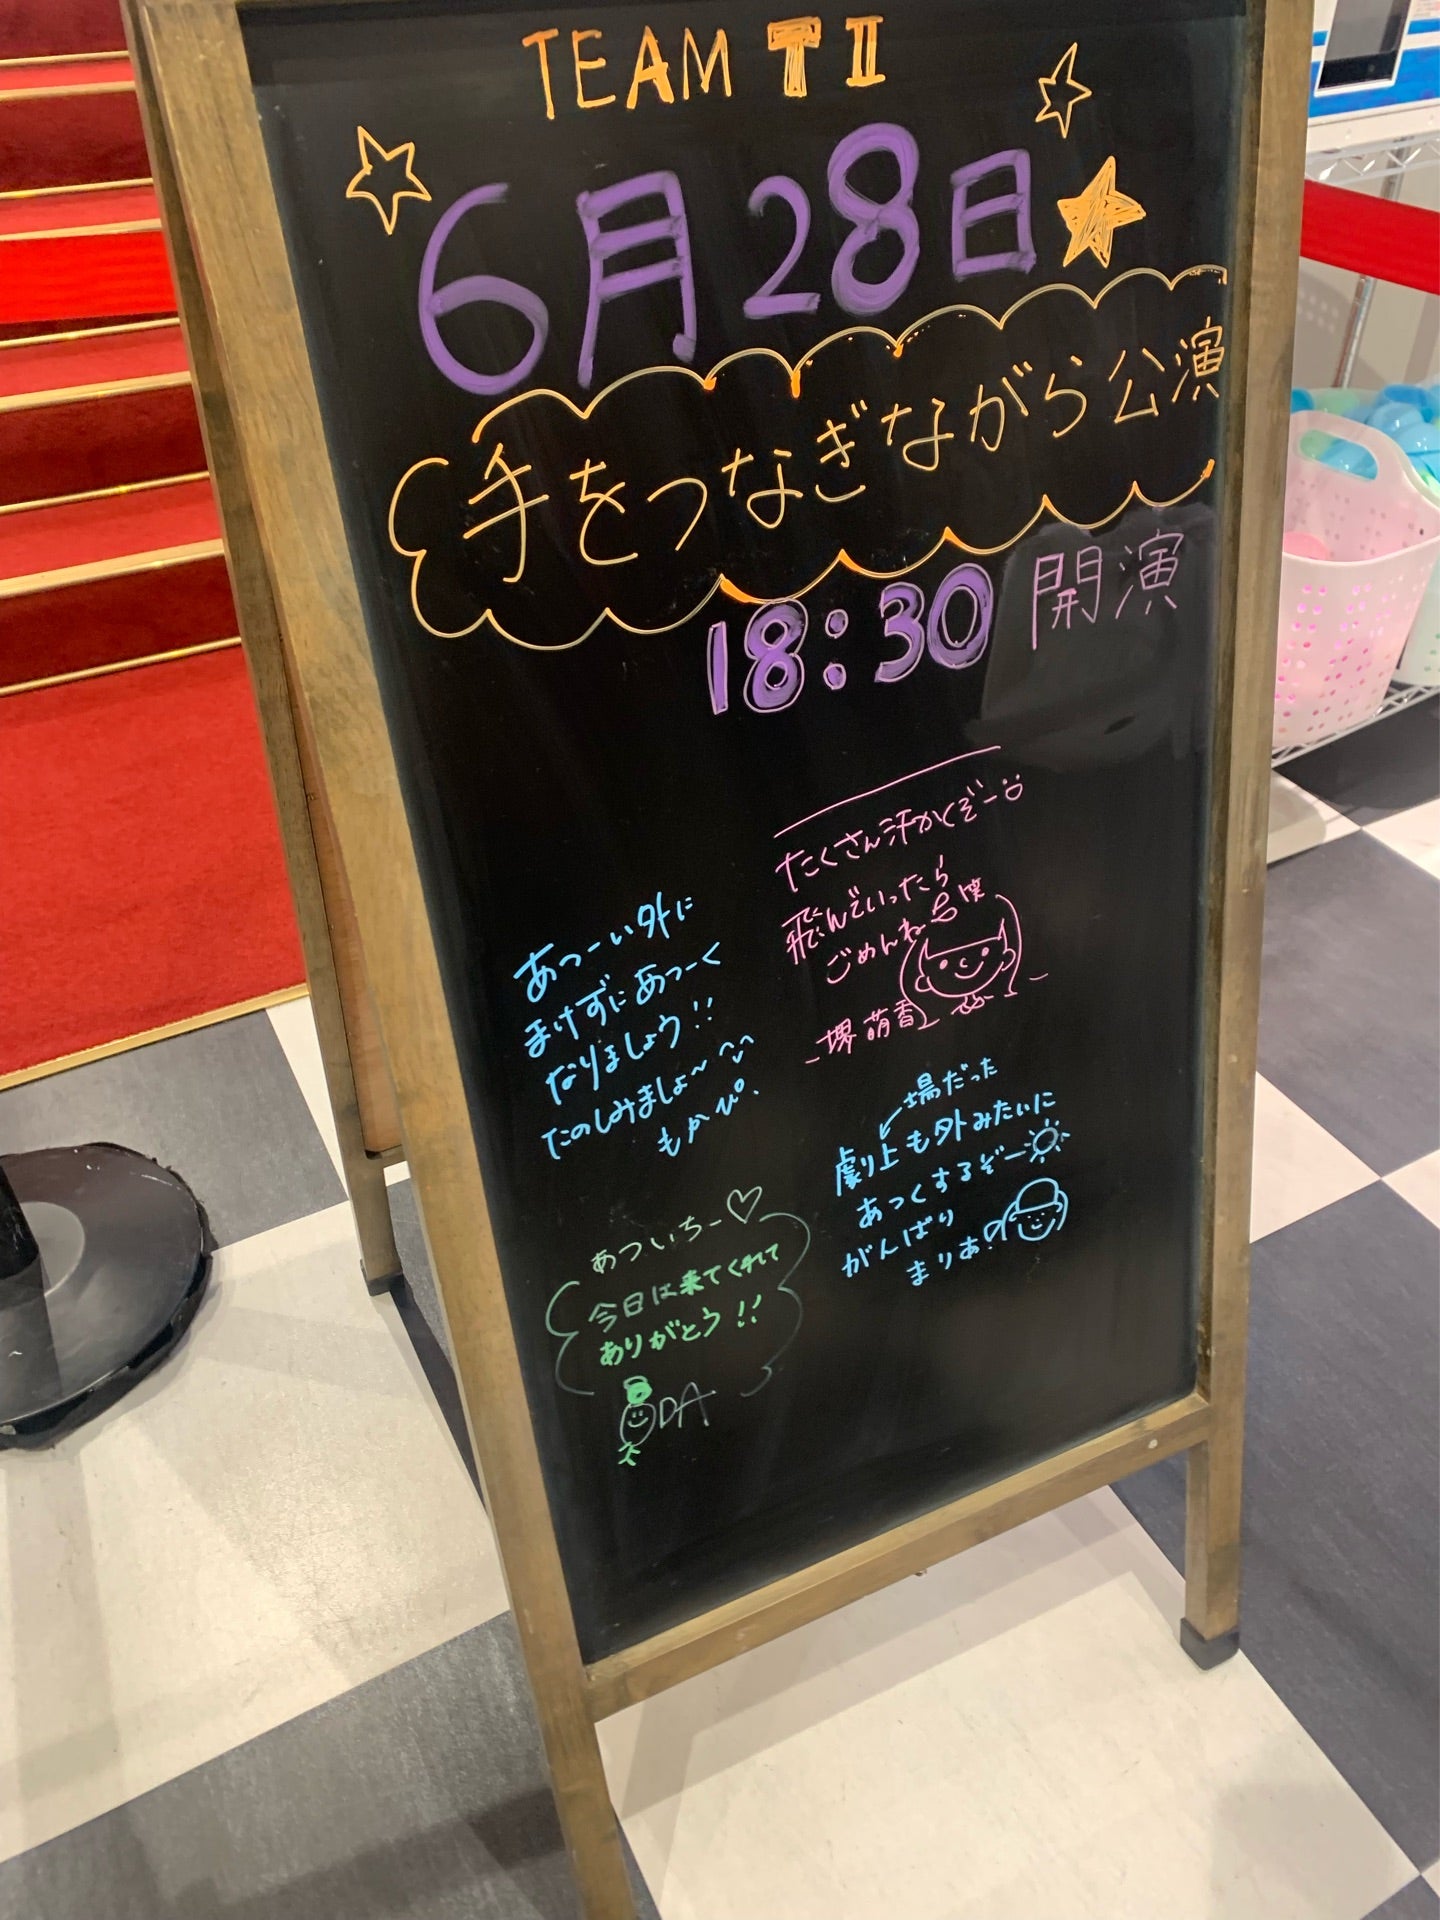 TEAM TⅡ
6月28日
手をつなぎながら公演
18:30 開演
たくさん汗かくぞー
飛んでいったら
ごめんね 笑
堺 萌香
あつーい外に
まけずにあつーく
なりましょう!!
たのしみましょ〜
もかぴ.
場だった
劇上も外みたいに
あつくするぞー
がんばり
まりあ!
あついちー♡
今日は来てくれて
ありがとう!!
ODA